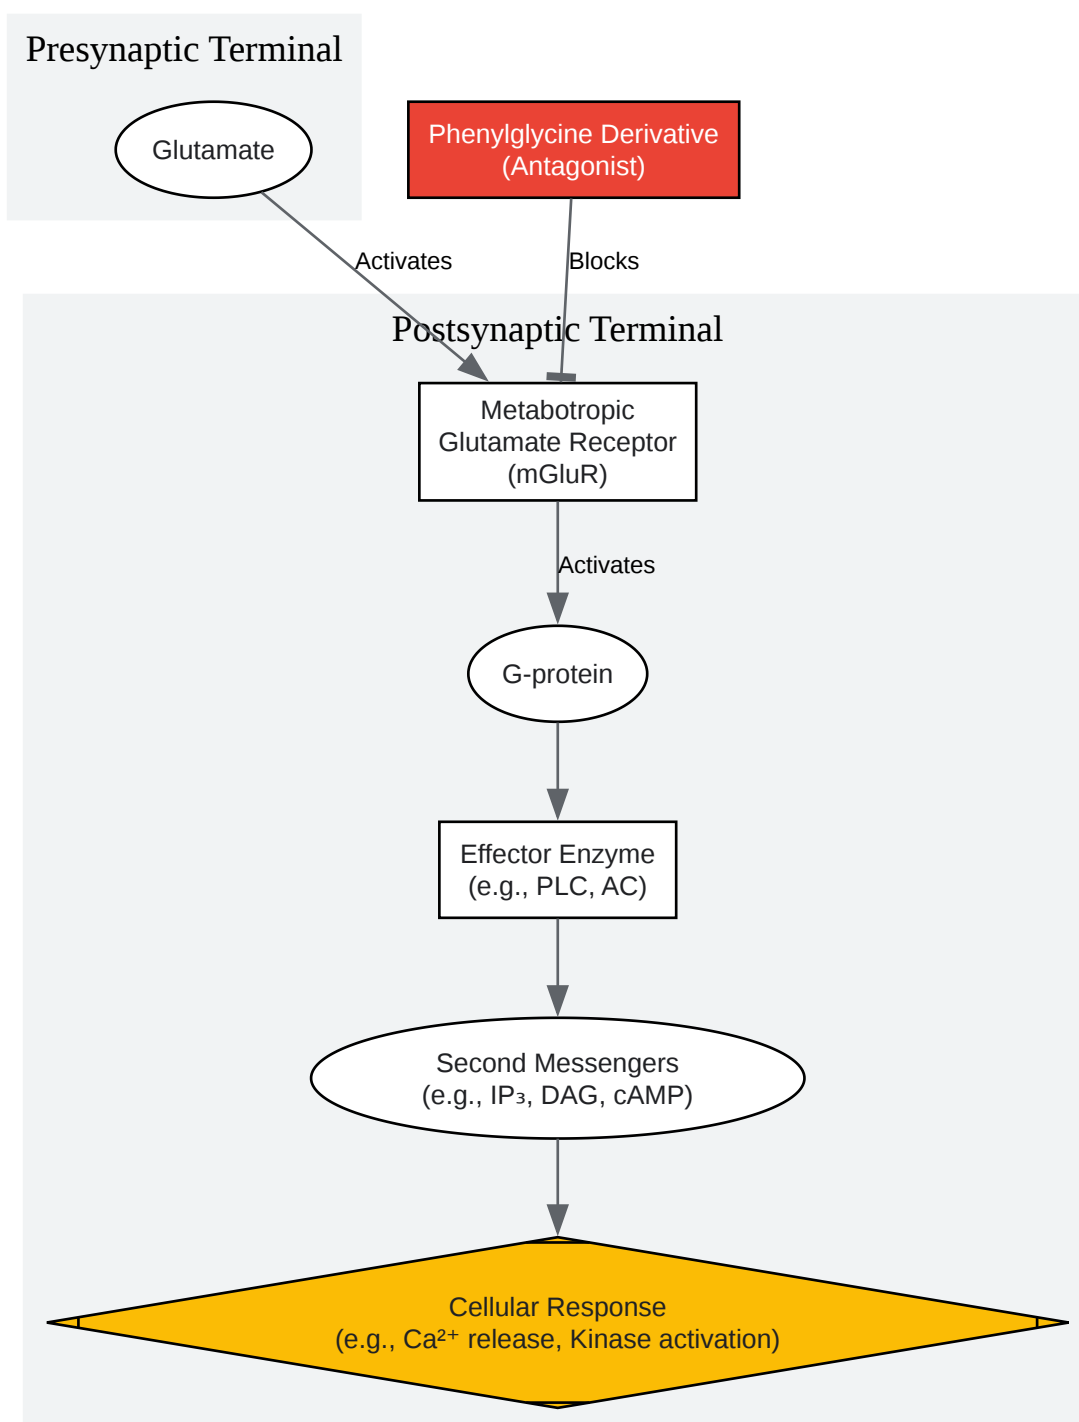 Presynaptic Terminal
Glutamate
Phenylglycine Derivative
(Antagonist)
Activates
Blocks
Postsynaptic Terminal
Metabotropic
Glutamate Receptor
(mGluR)
Activates
G-protein
Effector Enzyme
(e.g., PLC, AC)
Second Messengers
(e.g., IP₃, DAG, cAMP)
Cellular Response
(e.g., Ca²⁺ release, Kinase activation)